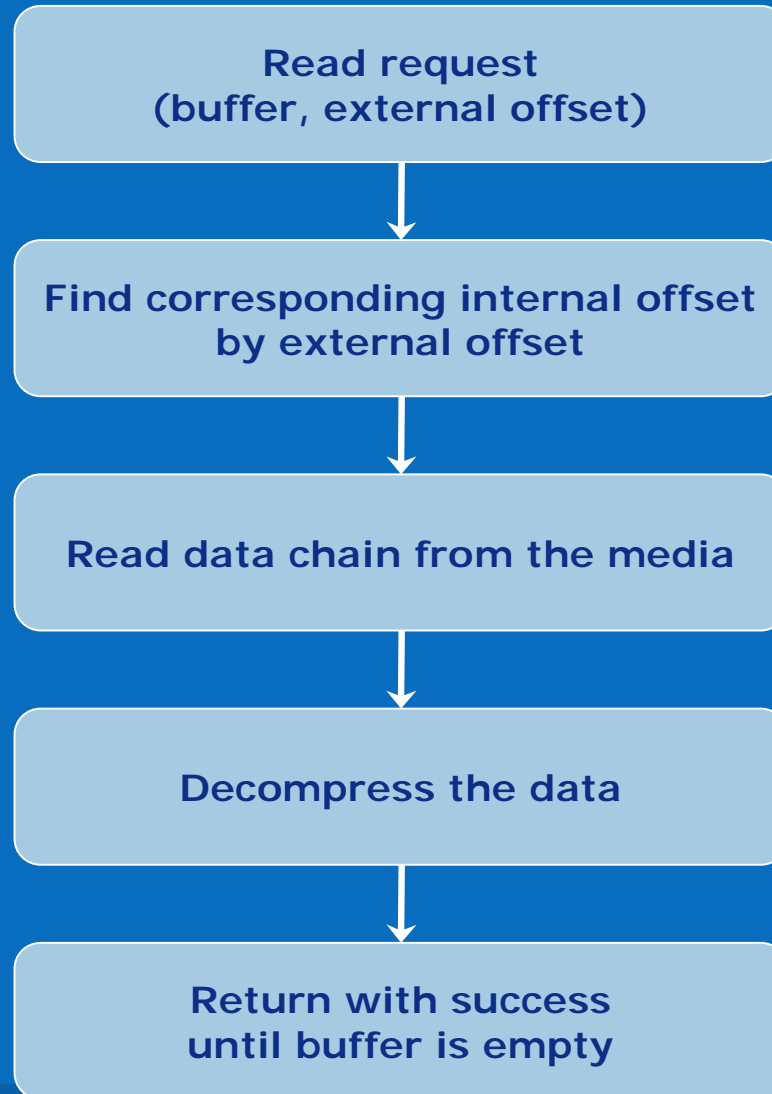 Read request
(buffer, external offset)
Find corresponding internal offset
by external offset
Read data chain from the media
Decompress the data
Return with success
until buffer is empty